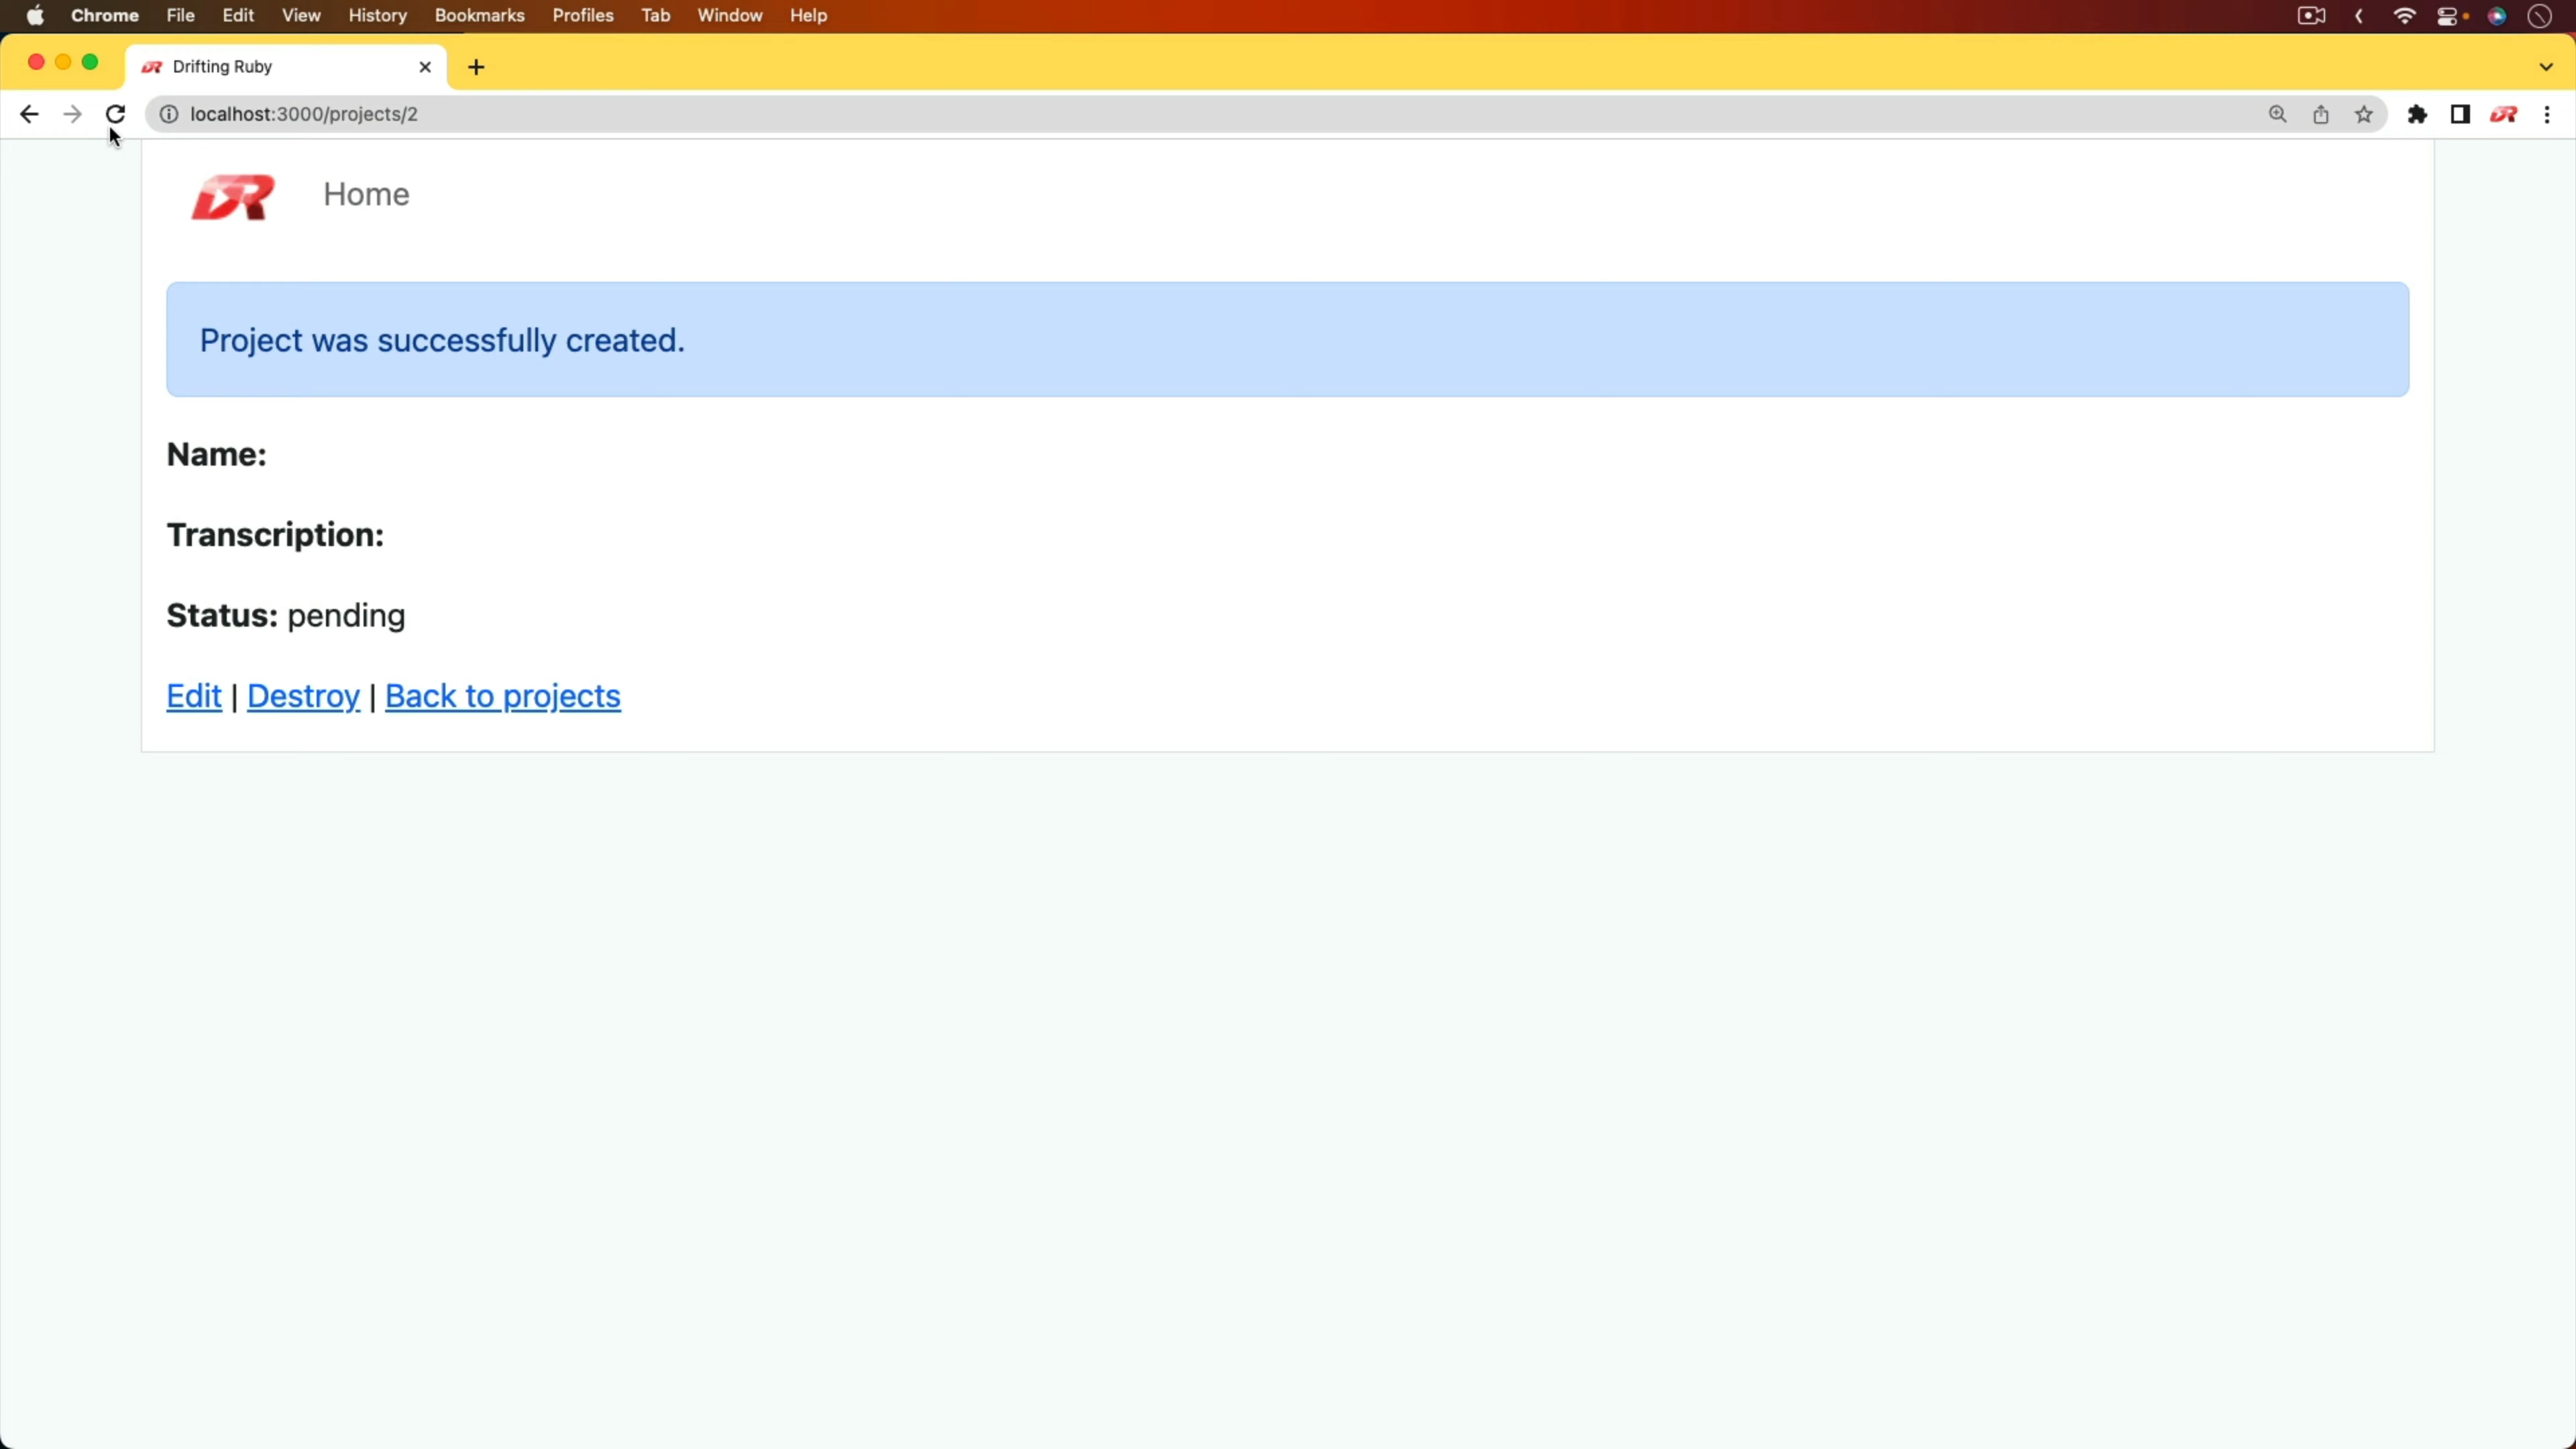 Chrome File Edit View History Bookmarks Profiles Tab Window Help
Drifting Ruby
localhost:3000/projects/2
DR Home
Project was successfully created.
Name:
Transcription:
Status: pending
Edit | Destroy | Back to projects